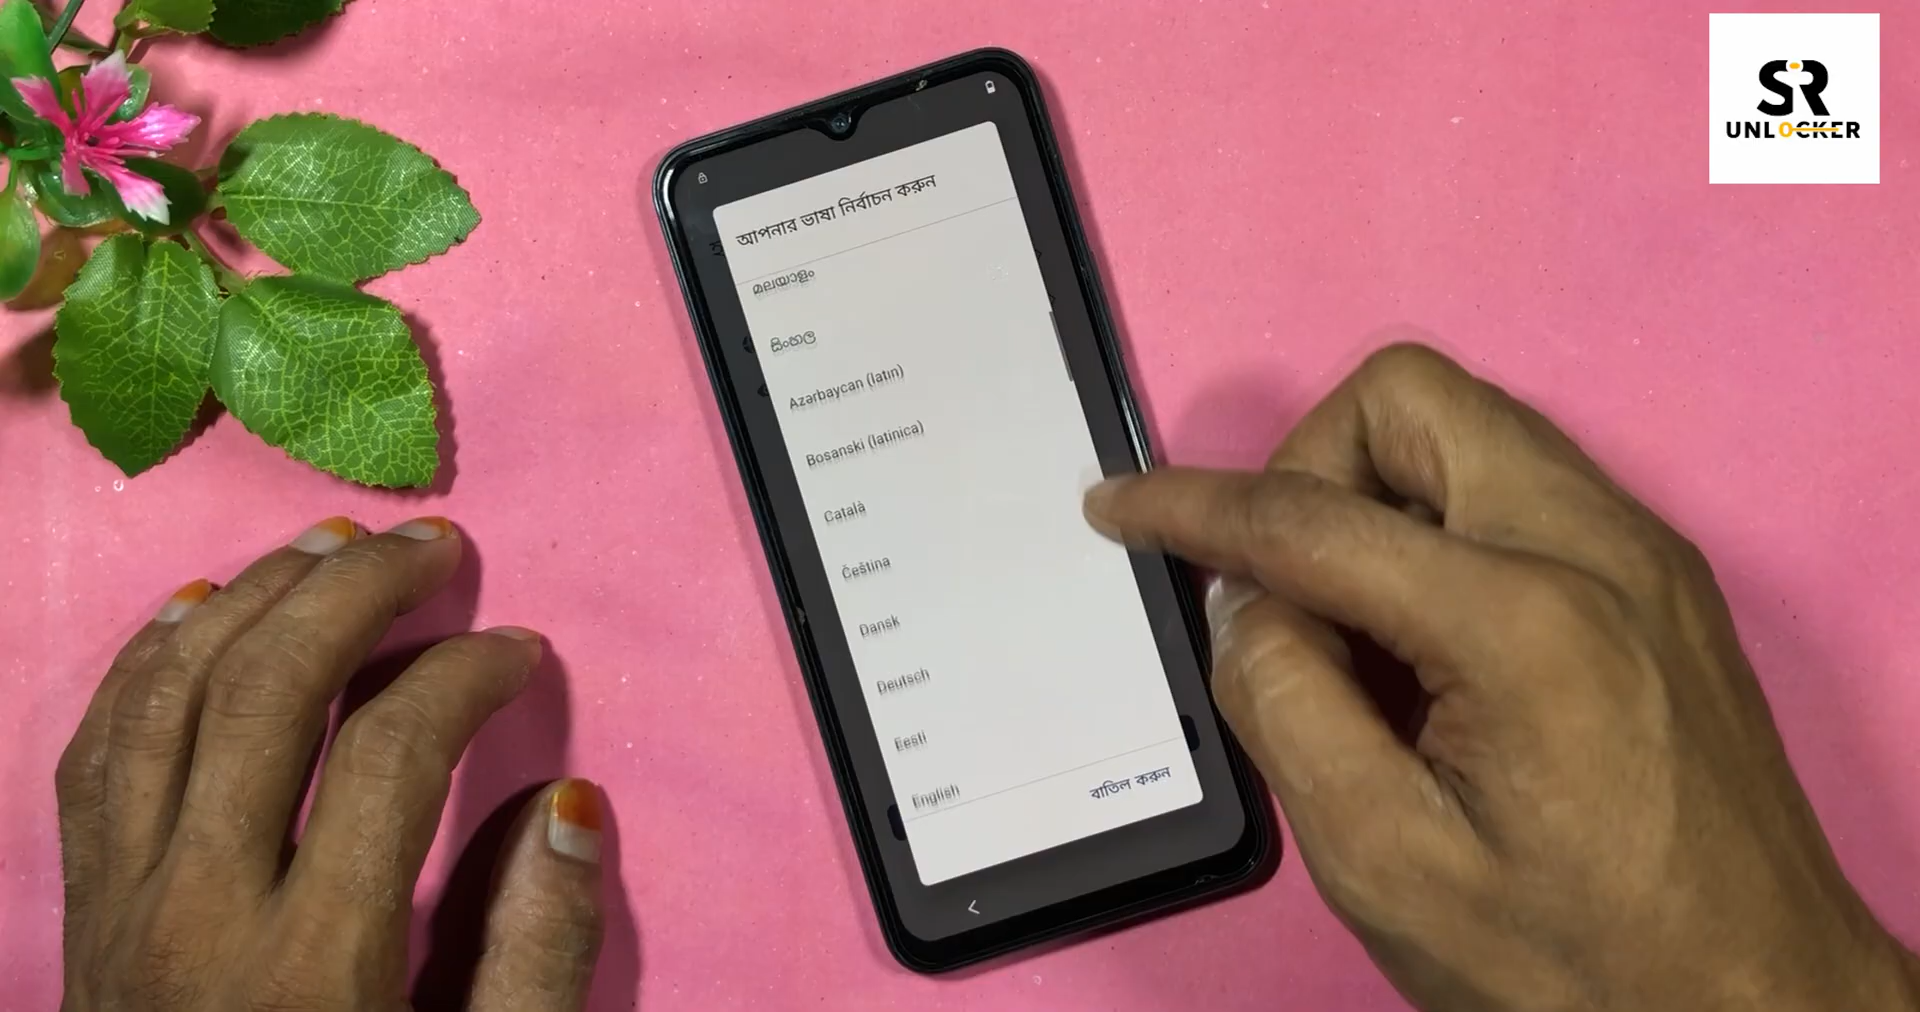 SR
UNLOCKER
আপনার ভাষা নির্বাচন করুন
മലയാളം
සිංහල
Azərbaycan (latın)
Bosanski (latinica)
Català
Čeština
Dansk
Deutsch
Eesti
English
বাতিল করুন